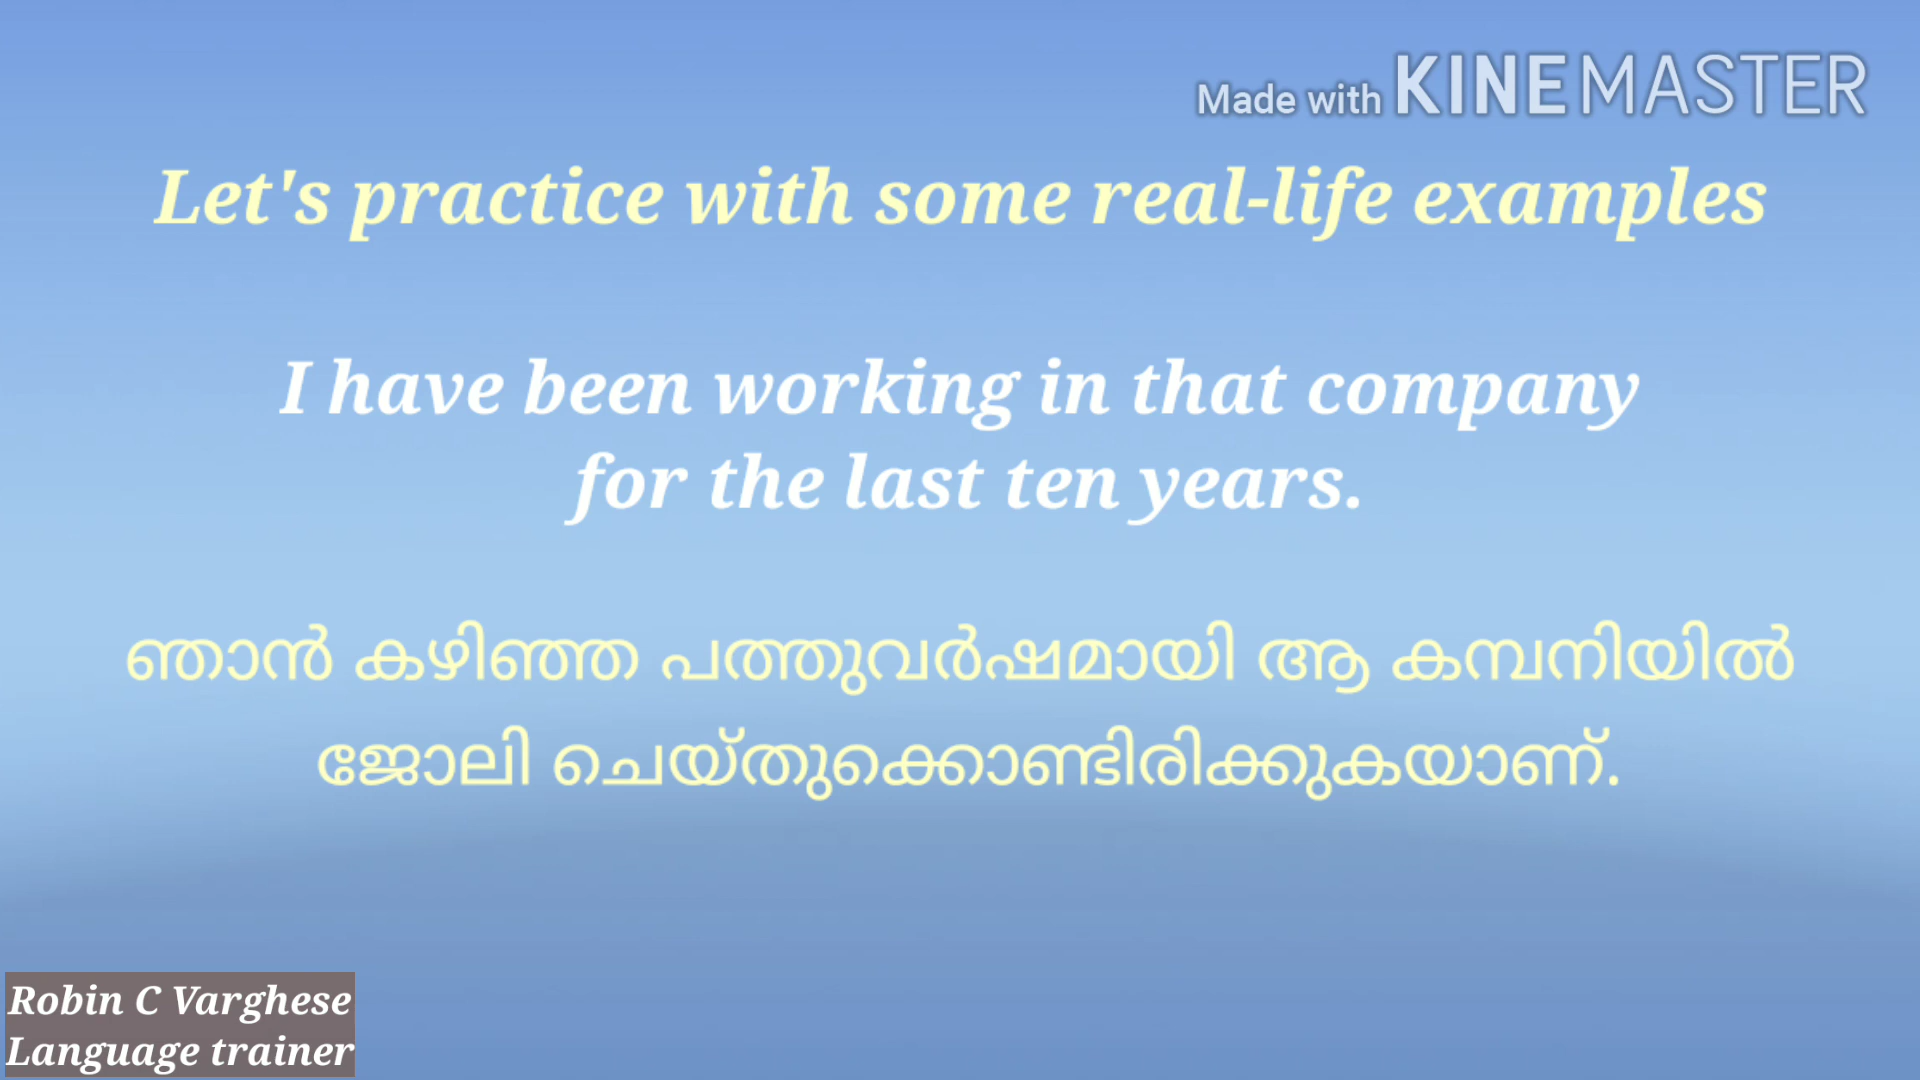 Made with KINEMASTER
Let's practice with some real-life examples
I have been working in that company
for the last ten years.
ഞാൻ കഴിഞ്ഞ പത്തുവർഷമായി ആ കമ്പനിയിൽ
ജോലി ചെയ്തുക്കൊണ്ടിരിക്കുകയാണ്.
Robin C Varghese
Language trainer